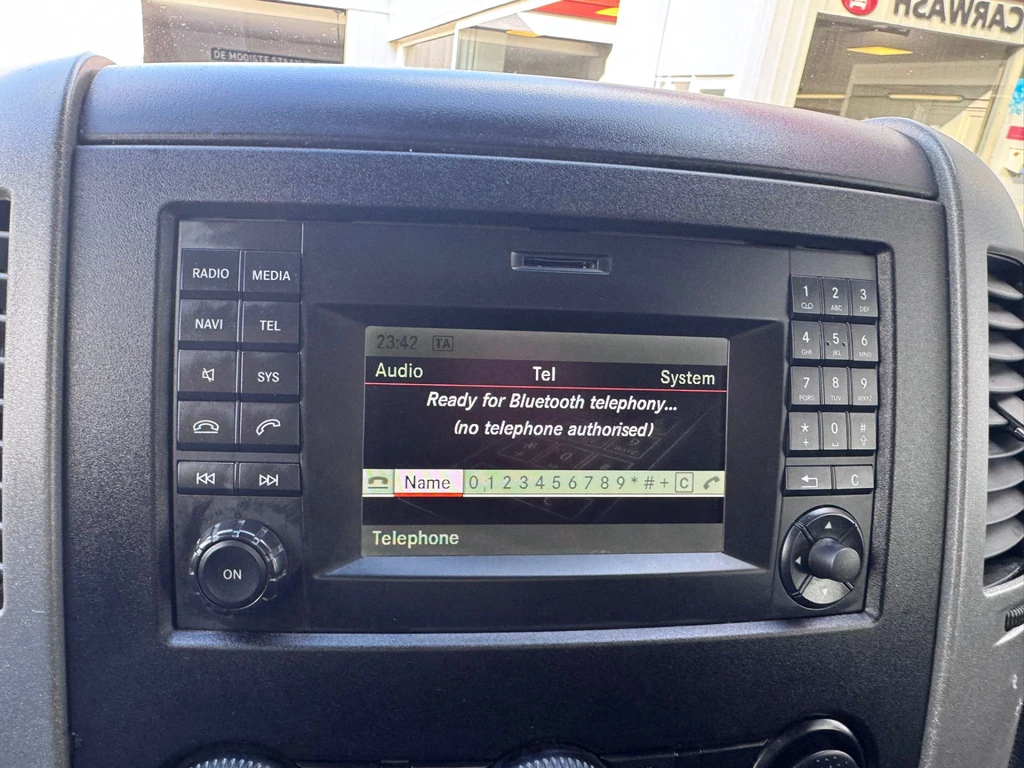 CARWASH
DE MODISTE
RADIO MEDIA
NAVI TEL
SYS
ON
23:42 TA
Audio Tel System
Ready for Bluetooth telephony...
(no telephone authorised)
Name 0 1 2 3 4 5 6 7 8 9 * # + C
Telephone
1 2 3
ABC DEF
4 5 6
GHI JKL MNO
7 8 9
PQRS TUV WXYZ
* 0 #
+
C